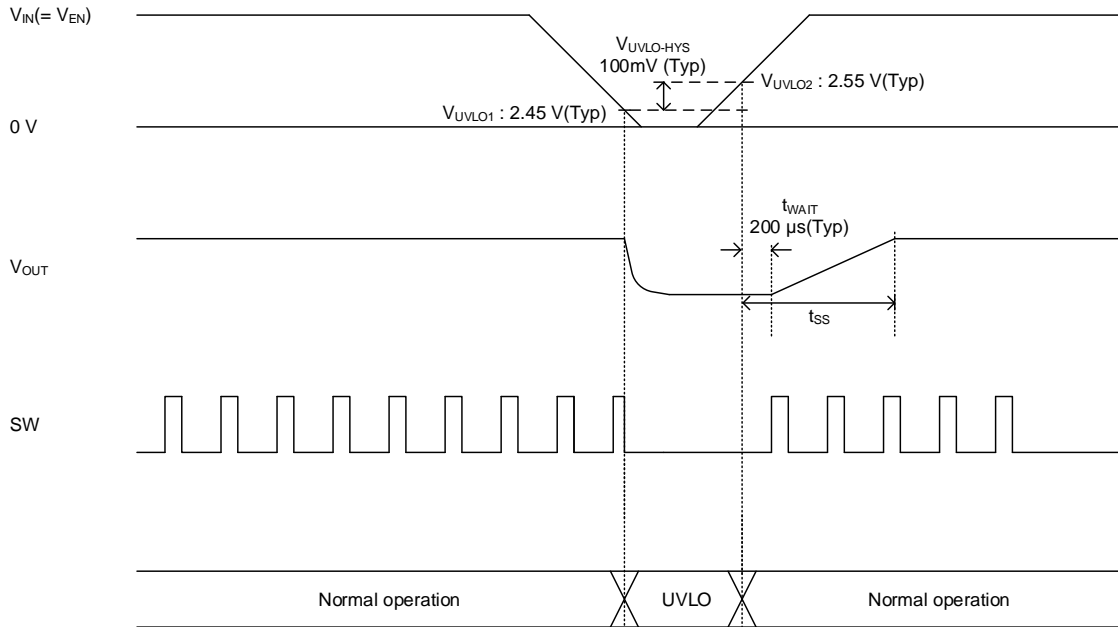 VIN(= VEN)
VUVLO-HYS
100mV (Typ)
VUVLO2 : 2.55 V(Typ)
VUVLO1 : 2.45 V(Typ)
0 V
tWAIT
200 µs(Typ)
VOUT
tSS
SW
Normal operation
UVLO
Normal operation